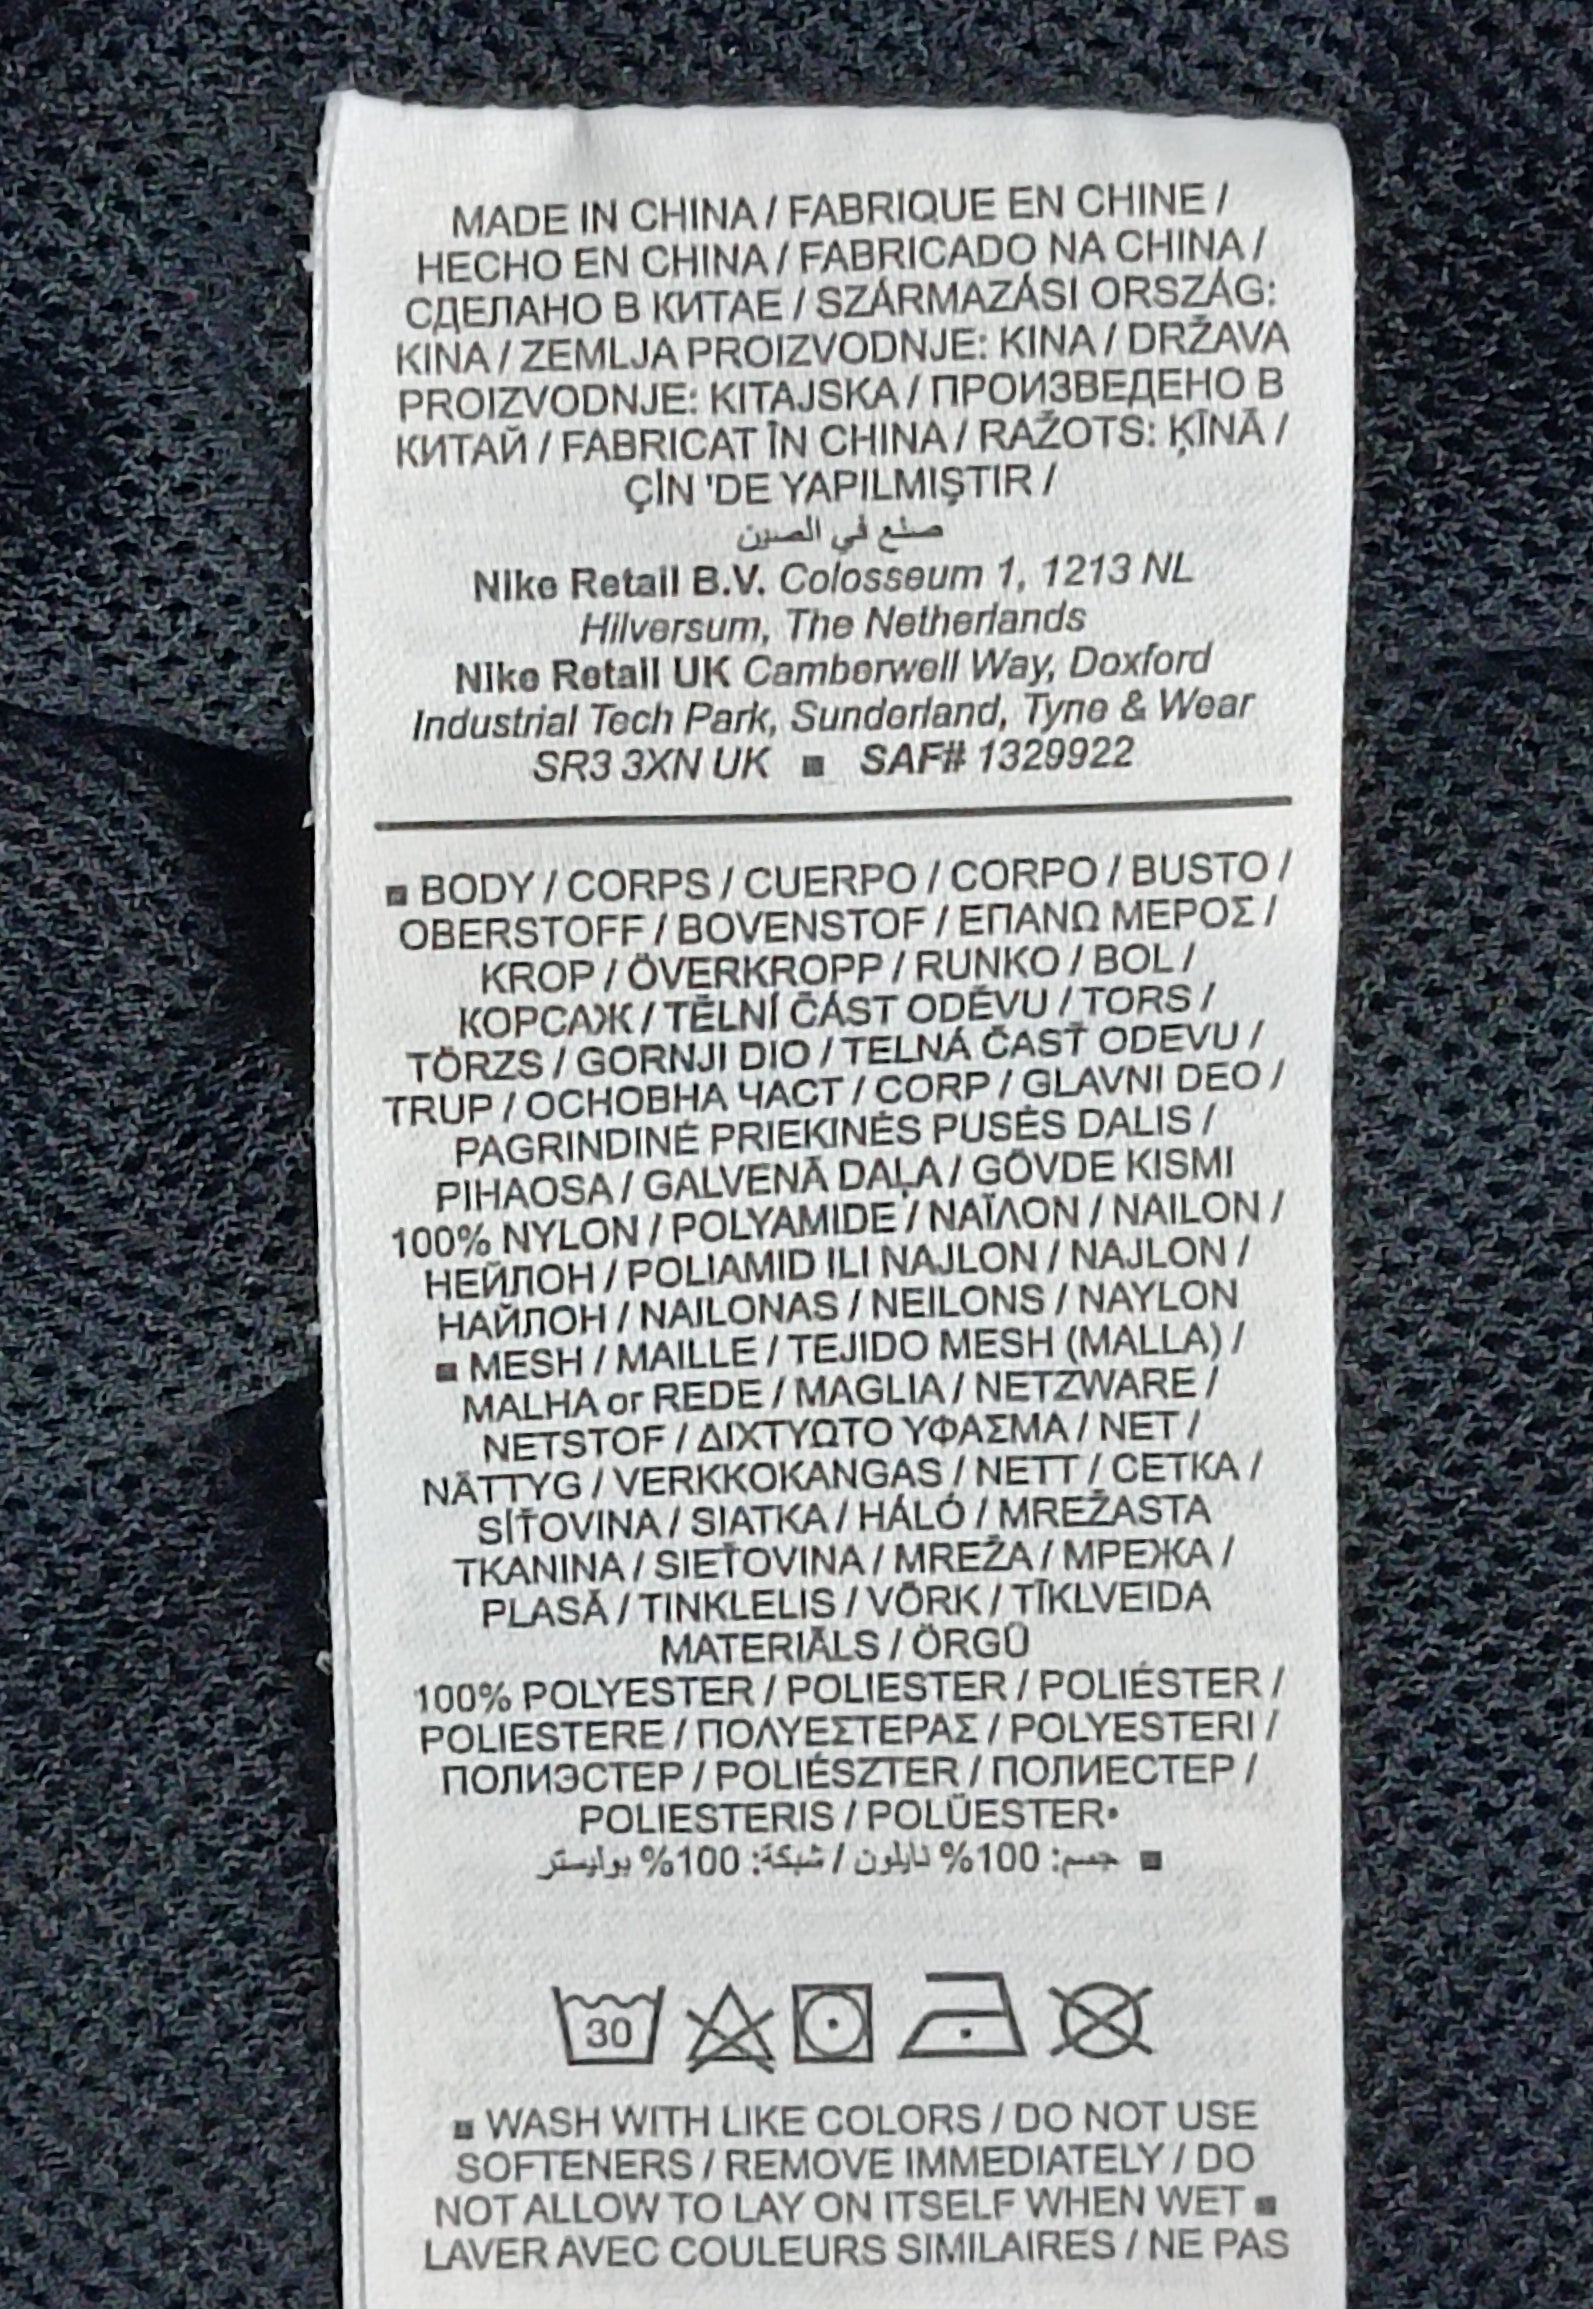 MADE IN CHINA / FABRIQUE EN CHINE /
HECHO EN CHINA / FABRICADO NA CHINA /
СДЕЛАНО В КИТАЕ / SZÁRMAZÁSI ORSZÁG:
KINA / ZEMLJA PROIZVODNJE: KINA / DRŽAVA
PROIZVODNJE: KITAJSKA / ПРОИЗВЕДЕНО В
КИТАЙ / FABRICAT ÎN CHINA / RAŽOTS: ĶĪNĀ /
ÇİN 'DE YAPILMIŞTIR /
صنع في الصين
Nike Retail B.V. Colosseum 1, 1213 NL
Hilversum, The Netherlands
Nike Retail UK Camberwell Way, Doxford
Industrial Tech Park, Sunderland, Tyne & Wear
SR3 3XN UK ■ SAF# 1329922
■ BODY / CORPS / CUERPO / CORPO / BUSTO /
OBERSTOFF / BOVENSTOF / ΕΠΑΝΩ ΜΕΡΟΣ /
KROP / ÖVERKROPP / RUNKO / BOL /
КОРСАЖ / TĚLNÍ ČÁST ODĚVU / TORS /
TÖRZS / GORNJI DIO / TELNÁ ČASŤ ODEVU /
TRUP / ОСНОВНА ЧАСТ / CORP / GLAVNI DEO /
PAGRINDINĖ PRIEKINĖS PUSĖS DALIS /
PIHAOSA / GALVENĀ DAĻA / GÖVDE KISMI
100% NYLON / POLYAMIDE / ΝΑΪΛΟΝ / NAILON /
НЕЙЛОН / POLIAMID ILI NAJLON / NAJLON /
НАЙЛОН / NAILONAS / NEILONS / NAYLON
■ MESH / MAILLE / TEJIDO MESH (MALLA) /
MALHA or REDE / MAGLIA / NETZWARE /
NETSTOF / ΔΙΧΤΥΩΤΟ ΥΦΑΣΜΑ / NET /
NÄTTYG / VERKKOKANGAS / NETT / СЕТКА /
SÍŤOVINA / SIATKA / HÁLÓ / MREŽASTA
TKANINA / SIEŤOVINA / MREŽA / МРЕЖА /
PLASĂ / TINKLELIS / VÕRK / TĪKLVEIDA
MATERIĀLS / ÖRGÜ
100% POLYESTER / POLIESTER / POLIÉSTER /
POLIESTERE / ΠΟΛΥΕΣΤΕΡΑΣ / POLYESTERI /
ПОЛИЭСТЕР / POLIÉSZTER / ПОЛИЕСТЕР /
POLIESTERIS / POLÜESTER•
■ جسم: 100% نايلون / شبكة: 100% بوليستر
30
■ WASH WITH LIKE COLORS / DO NOT USE
SOFTENERS / REMOVE IMMEDIATELY / DO
NOT ALLOW TO LAY ON ITSELF WHEN WET ■
LAVER AVEC COULEURS SIMILAIRES / NE PAS